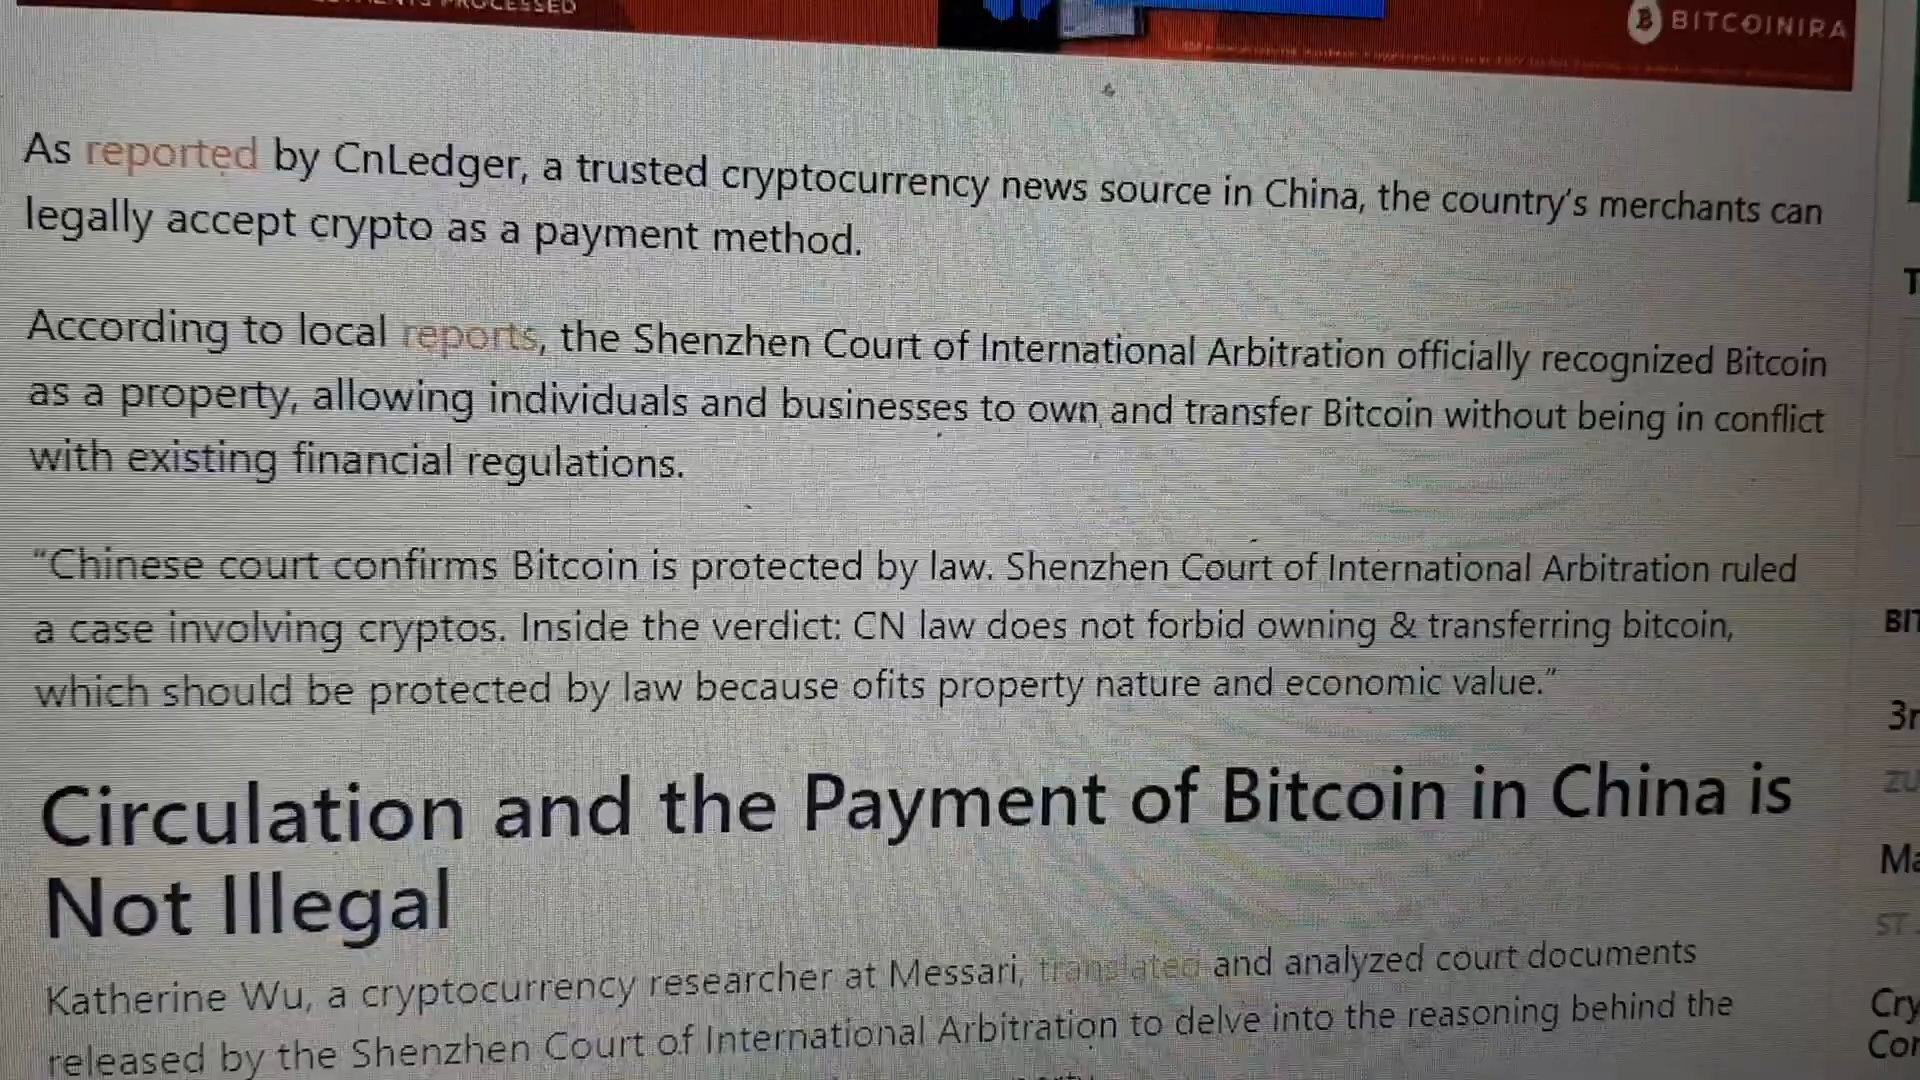 PROCESSED
BITCOINIRA
As reported by CnLedger, a trusted cryptocurrency news source in China, the country's merchants can
legally accept crypto as a payment method.
According to local reports, the Shenzhen Court of International Arbitration officially recognized Bitcoin
as a property, allowing individuals and businesses to own and transfer Bitcoin without being in conflict
with existing financial regulations.
"Chinese court confirms Bitcoin is protected by law. Shenzhen Court of International Arbitration ruled
a case involving cryptos. Inside the verdict: CN law does not forbid owning & transferring bitcoin,
which should be protected by law because ofits property nature and economic value."
Circulation and the Payment of Bitcoin in China is
Not Illegal
Katherine Wu, a cryptocurrency researcher at Messari, translated and analyzed court documents
released by the Shenzhen Court of International Arbitration to delve into the reasoning behind the